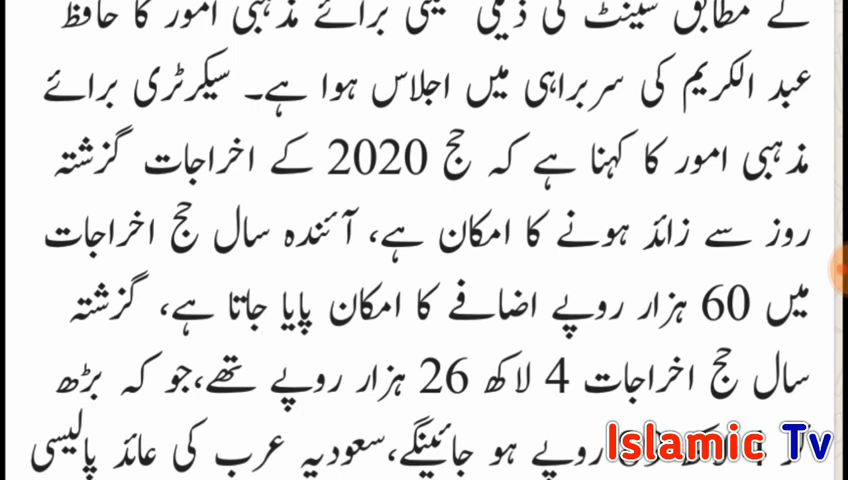 کے مطابق سینٹ کی ذیلی کمیٹی برائے مذہبی امور کا حافظ
عبد الکریم کی سربراہی میں اجلاس ہوا ہے۔ سیکرٹری برائے
مذہبی امور کا کہنا ہے کہ حج 2020 کے اخراجات گزشتہ
روز سے زائد ہونے کا امکان ہے، آئندہ سال حج اخراجات
میں 60 ہزار روپے اضافے کا امکان پایا جاتا ہے، گزشتہ
سال حج اخراجات 4 لاکھ 26 ہزار روپے تھے،جو کہ بڑھ
روپے ہو جائینگے،سعودیہ عرب کی عائد پالیسی
Islamic Tv